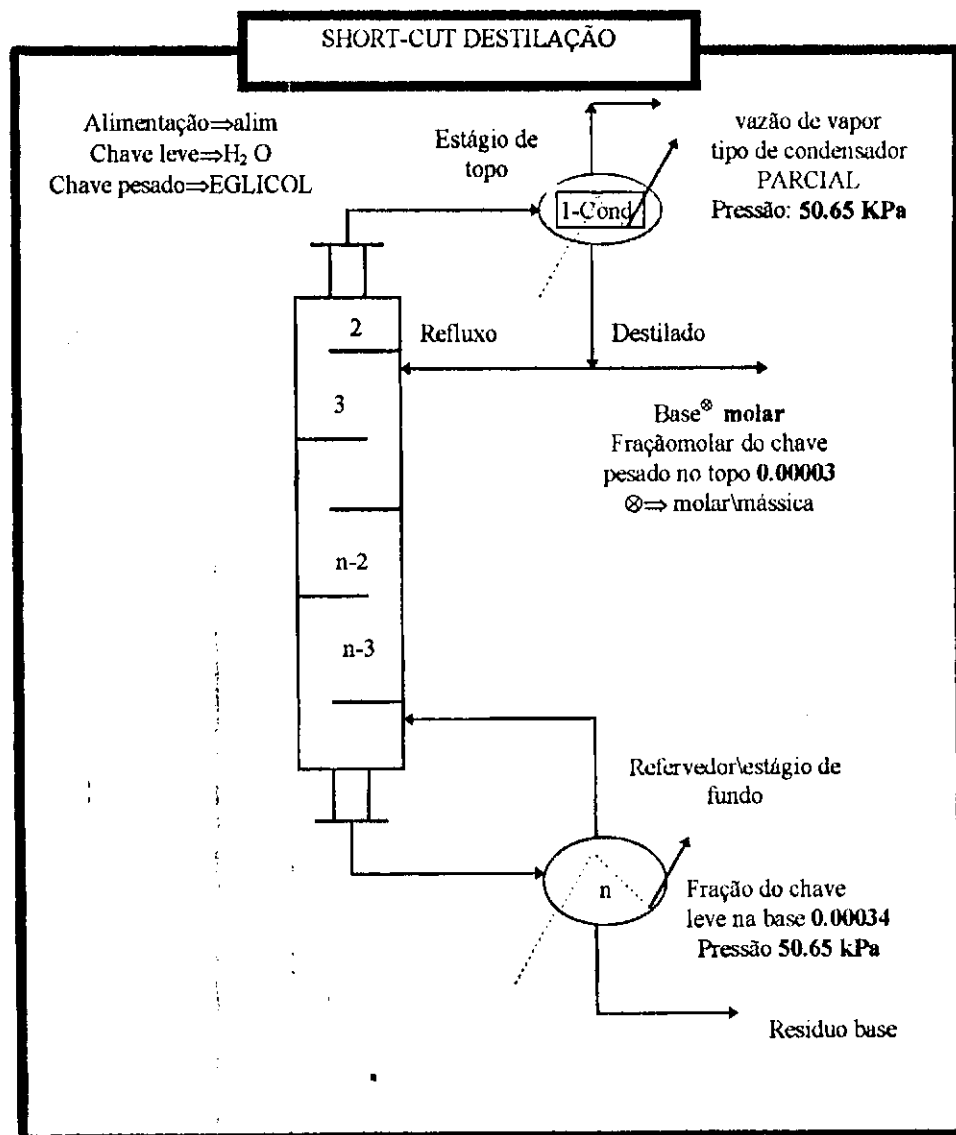 SHORT-CUT DESTILAÇÃO
Alimentação⇒alim
Chave leve⇒H₂ O
Chave pesado⇒EGLICOL
Estágio de
topo
1-Cond
vazão de vapor
tipo de condensador
PARCIAL
Pressão: 50.65 KPa
2
Refluxo
Destilado
3
Base⊗ molar
Fraçãomolar do chave
pesado no topo 0.00003
⊗⇒ molar\mássica
n-2
n-3
Refervedor\estágio de
fundo
n
Fração do chave
leve na base 0.00034
Pressão 50.65 kPa
Residuo base